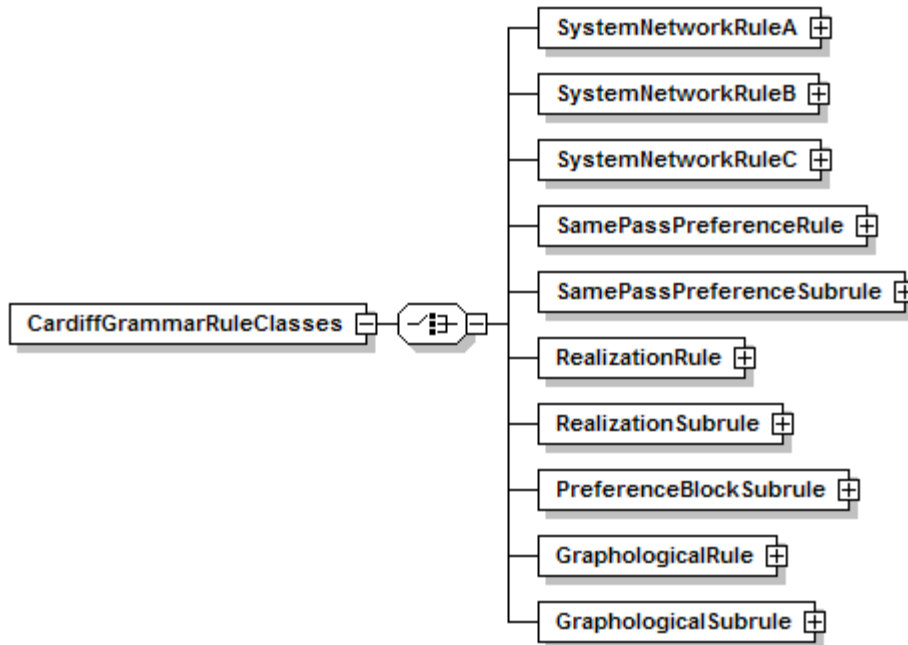 SystemNetworkRuleA
SystemNetworkRuleB
SystemNetworkRuleC
SamePassPreferenceRule
SamePassPreferenceSubrule
CardiffGrammarRuleClasses
RealizationRule
RealizationSubrule
PreferenceBlockSubrule
GraphologicalRule
GraphologicalSubrule